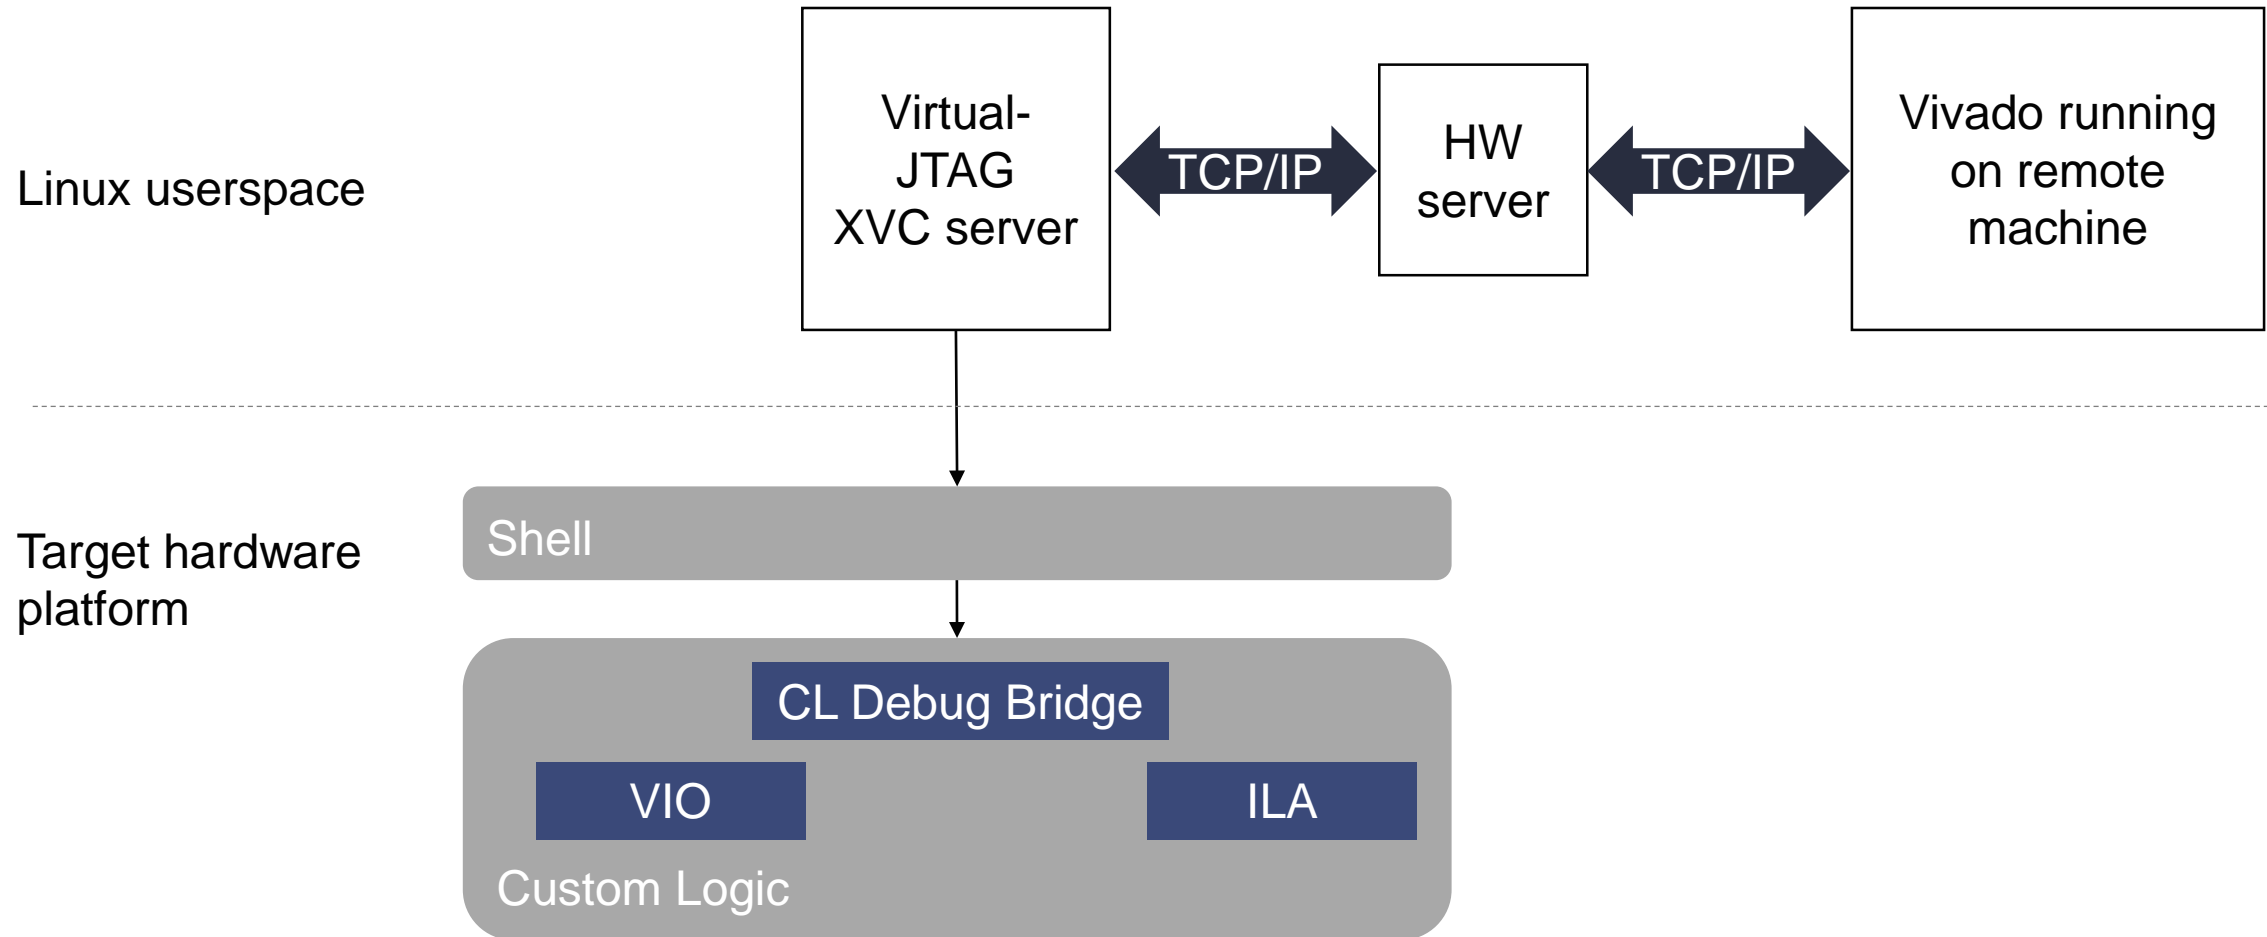 Linux userspace
Virtual-
JTAG
XVC server
TCP/IP
HW
server
TCP/IP
Vivado running
on remote
machine
Target hardware
platform
Shell
CL Debug Bridge
VIO
ILA
Custom Logic